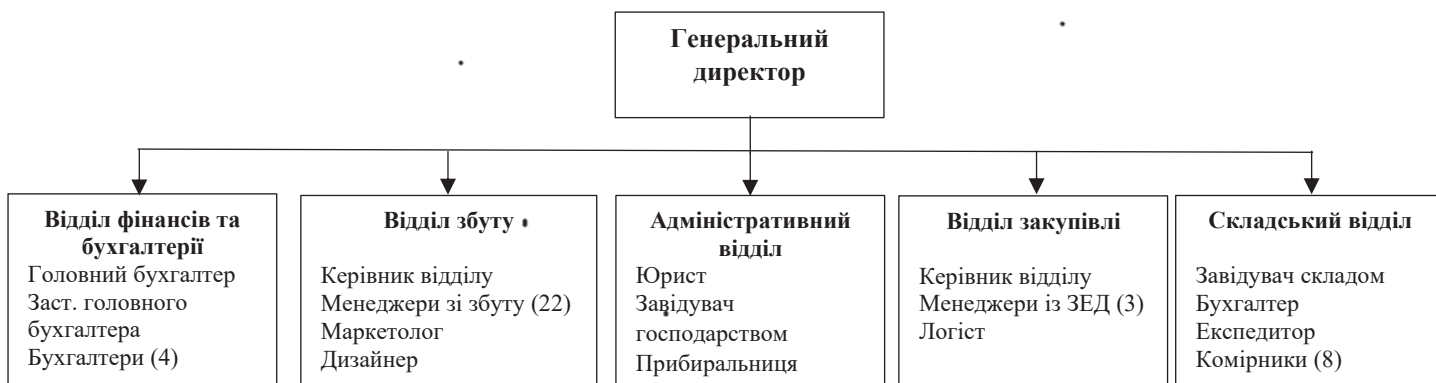 Генеральний
директор
Відділ фінансів та
бухгалтерії
Головний бухгалтер
Заст. головного
бухгалтера
Бухгалтери (4)
Відділ збуту
Керівник відділу
Менеджери зі збуту (22)
Маркетолог
Дизайнер
Адміністративний
відділ
Юрист
Завідувач
господарством
Прибиральниця
Відділ закупівлі
Керівник відділу
Менеджери із ЗЕД (3)
Логіст
Складський відділ
Завідувач складом
Бухгалтер
Експедитор
Комірники (8)